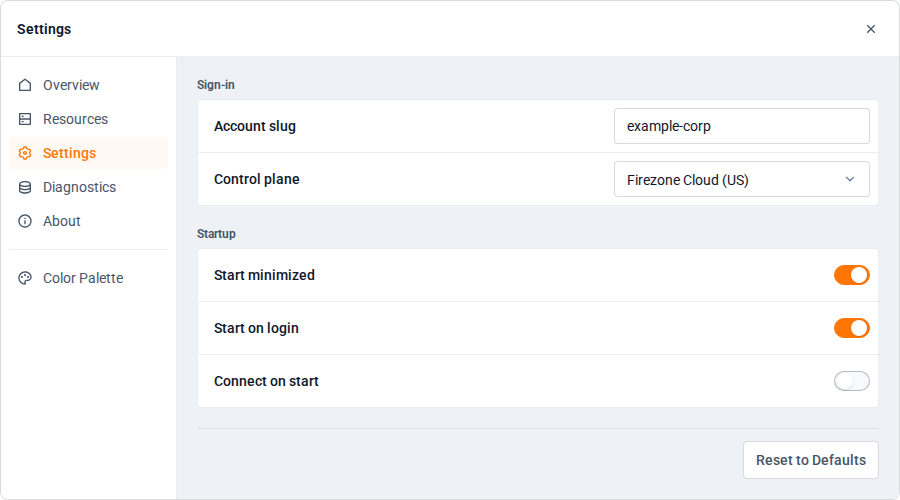 Settings
Overview
Resources
Settings
Diagnostics
About
Color Palette
Sign-in
Account slug
example-corp
Control plane
Firezone Cloud (US)
Startup
Start minimized
Start on login
Connect on start
Reset to Defaults